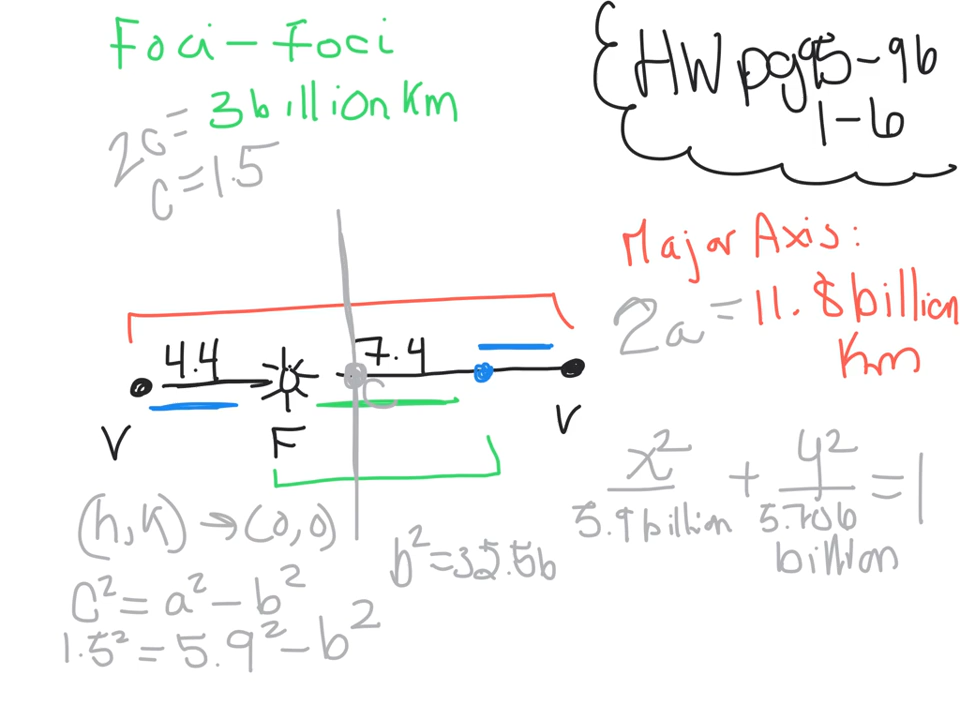 Foci - Foci
3 billion Km
2c =
c = 1.5
HW pg 95-96
1-6
Major Axis:
2a = 11.8 billion
Km
4.4
7.4
C
V
F
V
(h,k) → (0,0)
c² = a² - b²
1.5² = 5.9² - b²
b² = 32.56
x² + y² = 1
5.9 billion 5.706
billion